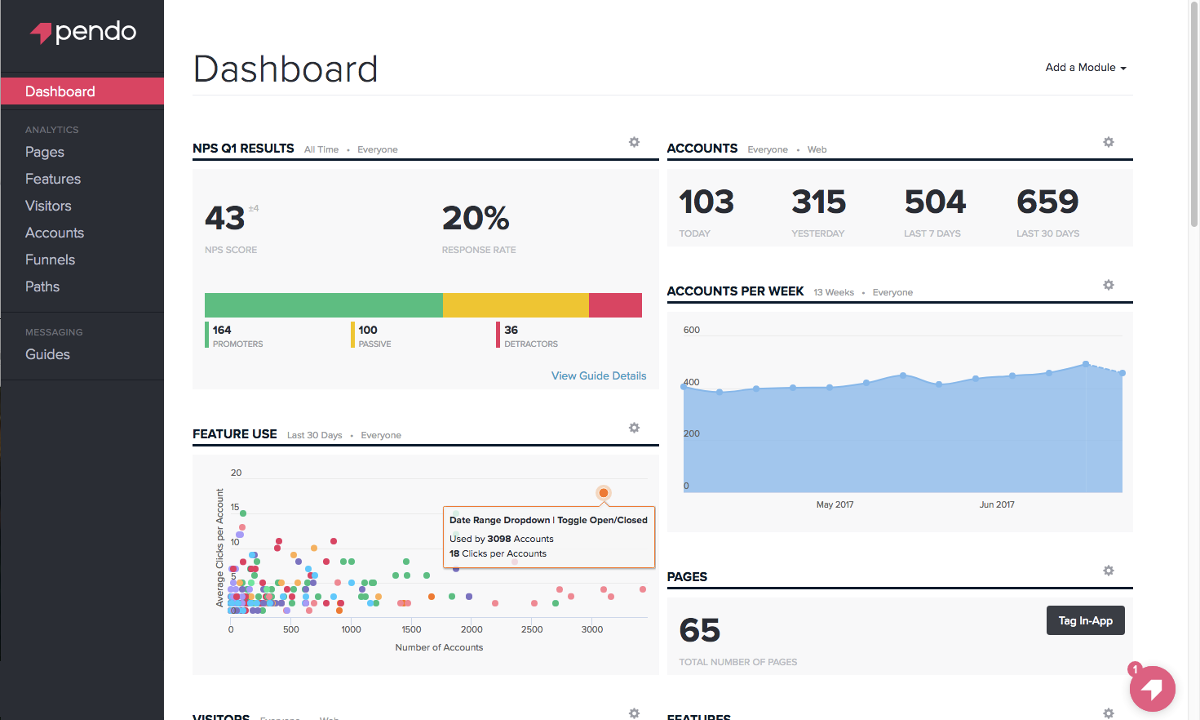 pendo
Dashboard
ANALYTICS
Pages
Features
Visitors
Accounts
Funnels
Paths
MESSAGING
Guides
Dashboard
Add a Module
NPS Q1 RESULTS All Time • Everyone
43 ±4
NPS SCORE
20%
RESPONSE RATE
164
PROMOTERS
100
PASSIVE
36
DETRACTORS
View Guide Details
ACCOUNTS Everyone • Web
103 315 504 659
TODAY YESTERDAY LAST 7 DAYS LAST 30 DAYS
ACCOUNTS PER WEEK 13 Weeks • Everyone
600
400
200
0
May 2017 Jun 2017
FEATURE USE Last 30 Days • Everyone
Average Clicks per Account
20
15
10
5
0 500 1000 1500 2000 2500 3000
Number of Accounts
Date Range Dropdown | Toggle Open/Closed
Used by 3098 Accounts
18 Clicks per Accounts
PAGES
65
TOTAL NUMBER OF PAGES
Tag In-App
1
VISITORS Everyone • Web
FEATURES